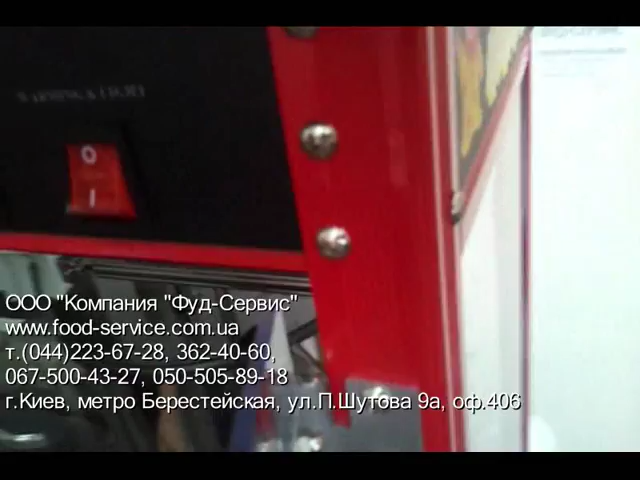 O
I
ООО "Компания "Фуд-Сервис"
www.food-service.com.ua
т.(044)223-67-28, 362-40-60,
067-500-43-27, 050-505-89-18
г.Киев, метро Берестейская, ул.П.Шутова 9а, оф.406